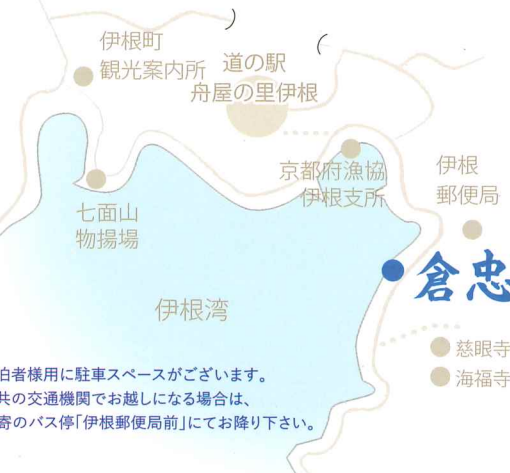 伊根町
観光案内所
道の駅
舟屋の里伊根
京都府漁協
伊根支所
伊根
郵便局
七面山
物揚場
倉忠
伊根湾
慈眼寺
海福寺
泊者様用に駐車スペースがございます。
共の交通機関でお越しになる場合は、
寄のバス停「伊根郵便局前」にてお降り下さい。